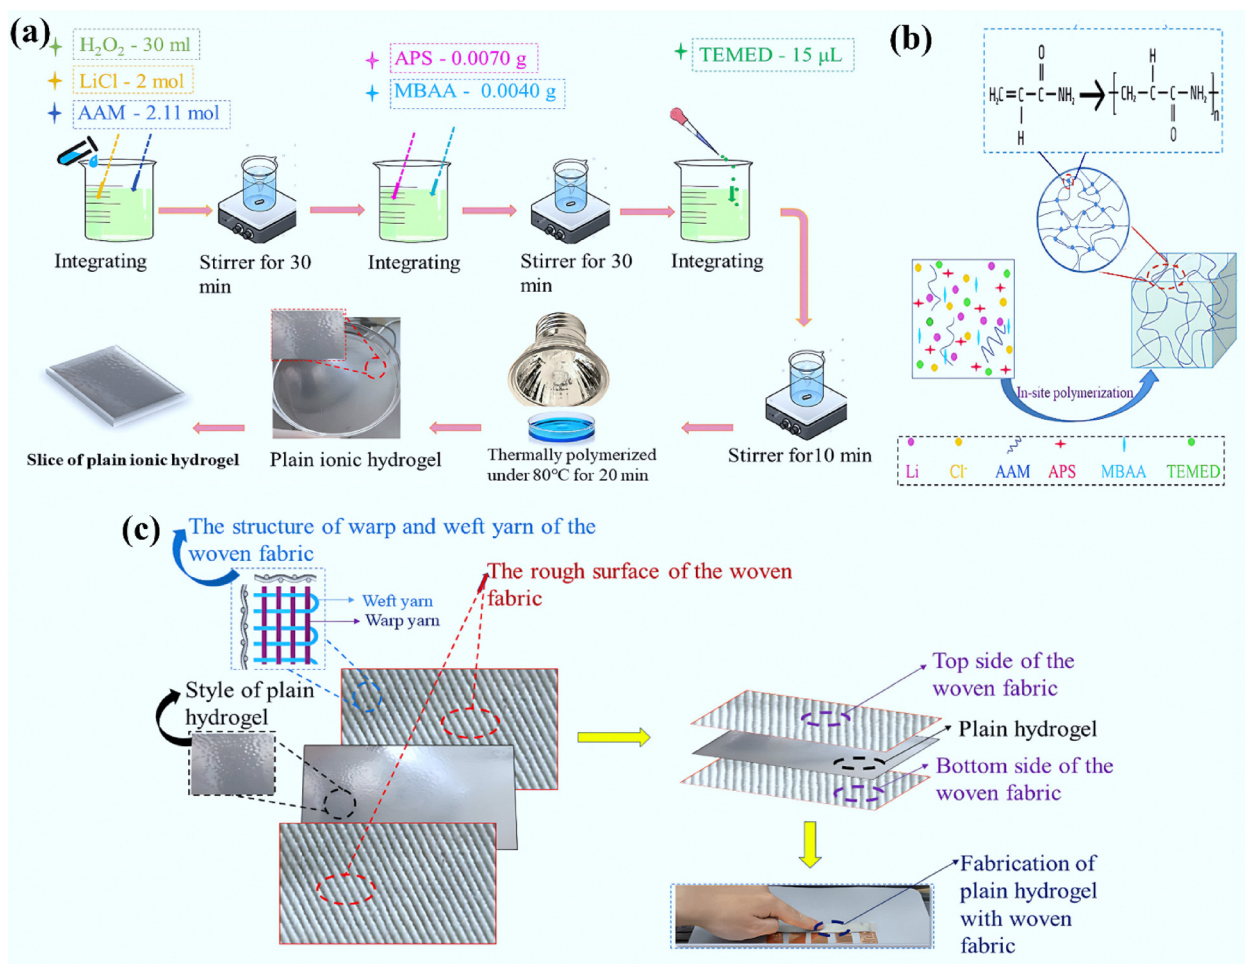 (a)
H₂O₂ - 30 ml
LiCl - 2 mol
AAM - 2.11 mol
APS - 0.0070 g
MBAA - 0.0040 g
TEMED - 15 µL
Integrating
Stirrer for 30
min
Integrating
Stirrer for 30
min
Integrating
Slice of plain ionic hydrogel
Plain ionic hydrogel
Thermally polymerized
under 80°C for 20 min
Stirrer for10 min
(b)
O
H
H₂C=C-C-NH₂
H
[CH₂-C-C-NH₂]n
O
In-site polymerization
Li
Cl⁻
AAM
APS
MBAA
TEMED
(c)
The structure of warp and weft yarn of the
woven fabric
Weft yarn
Warp yarn
The rough surface of the woven
fabric
Style of plain
hydrogel
Top side of the
woven fabric
Plain hydrogel
Bottom side of the
woven fabric
Fabrication of
plain hydrogel
with woven
fabric